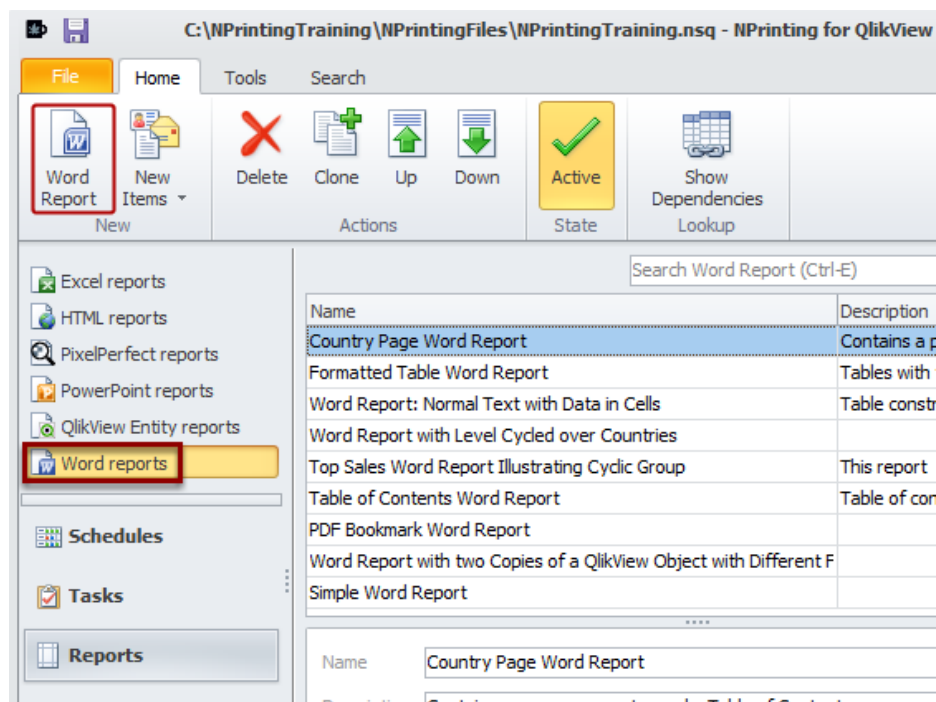 C:\NPrintingTraining\NPrintingFiles\NPrintingTraining.nsq - NPrinting for QlikView
File Home Tools Search
Word Report
New Items
Delete
Clone
Up
Down
Active
Show Dependencies
New
Actions
State
Lookup
Excel reports
HTML reports
PixelPerfect reports
PowerPoint reports
QlikView Entity reports
Word reports
Schedules
Tasks
Reports
Search Word Report (Ctrl-E)
Name Description
Country Page Word Report Contains a p
Formatted Table Word Report Tables with
Word Report: Normal Text with Data in Cells Table constr
Word Report with Level Cycled over Countries
Top Sales Word Report Illustrating Cyclic Group This report
Table of Contents Word Report Table of con
PDF Bookmark Word Report
Word Report with two Copies of a QlikView Object with Different F
Simple Word Report
Name Country Page Word Report